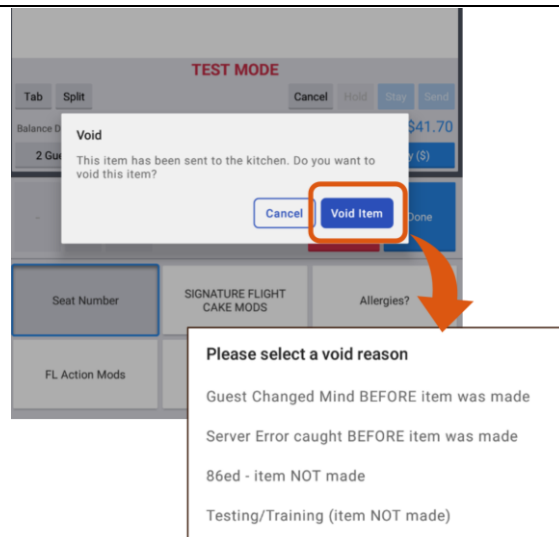 TEST MODE
Tab Split Cancel Hold Stay Send
Balance D $41.70
2 Gue y ($)
Void
This item has been sent to the kitchen. Do you want to
void this item?
Cancel Void Item
Done
Seat Number
SIGNATURE FLIGHT
CAKE MODS
Allergies?
FL Action Mods
Please select a void reason
Guest Changed Mind BEFORE item was made
Server Error caught BEFORE item was made
86ed - item NOT made
Testing/Training (item NOT made)